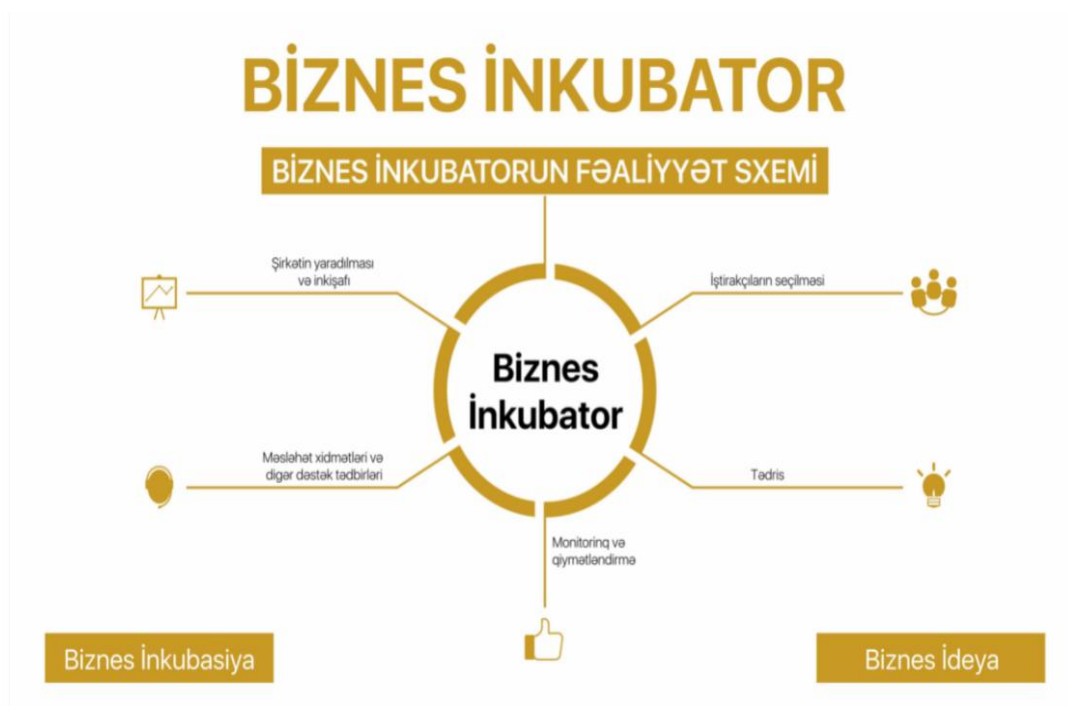 BİZNES İNKUBATOR
BİZNES İNKUBATORUN FƏALİYYƏT SXEMİ
Şirkətin yaradılması
və inkişafı
İştirakçıların seçilməsi
Biznes
İnkubator
Məsləhət xidmətləri və
digər dəstək tədbirləri
Tədris
Monitorinq və
qiymətləndirmə
Biznes İnkubasiya
Biznes İdeya